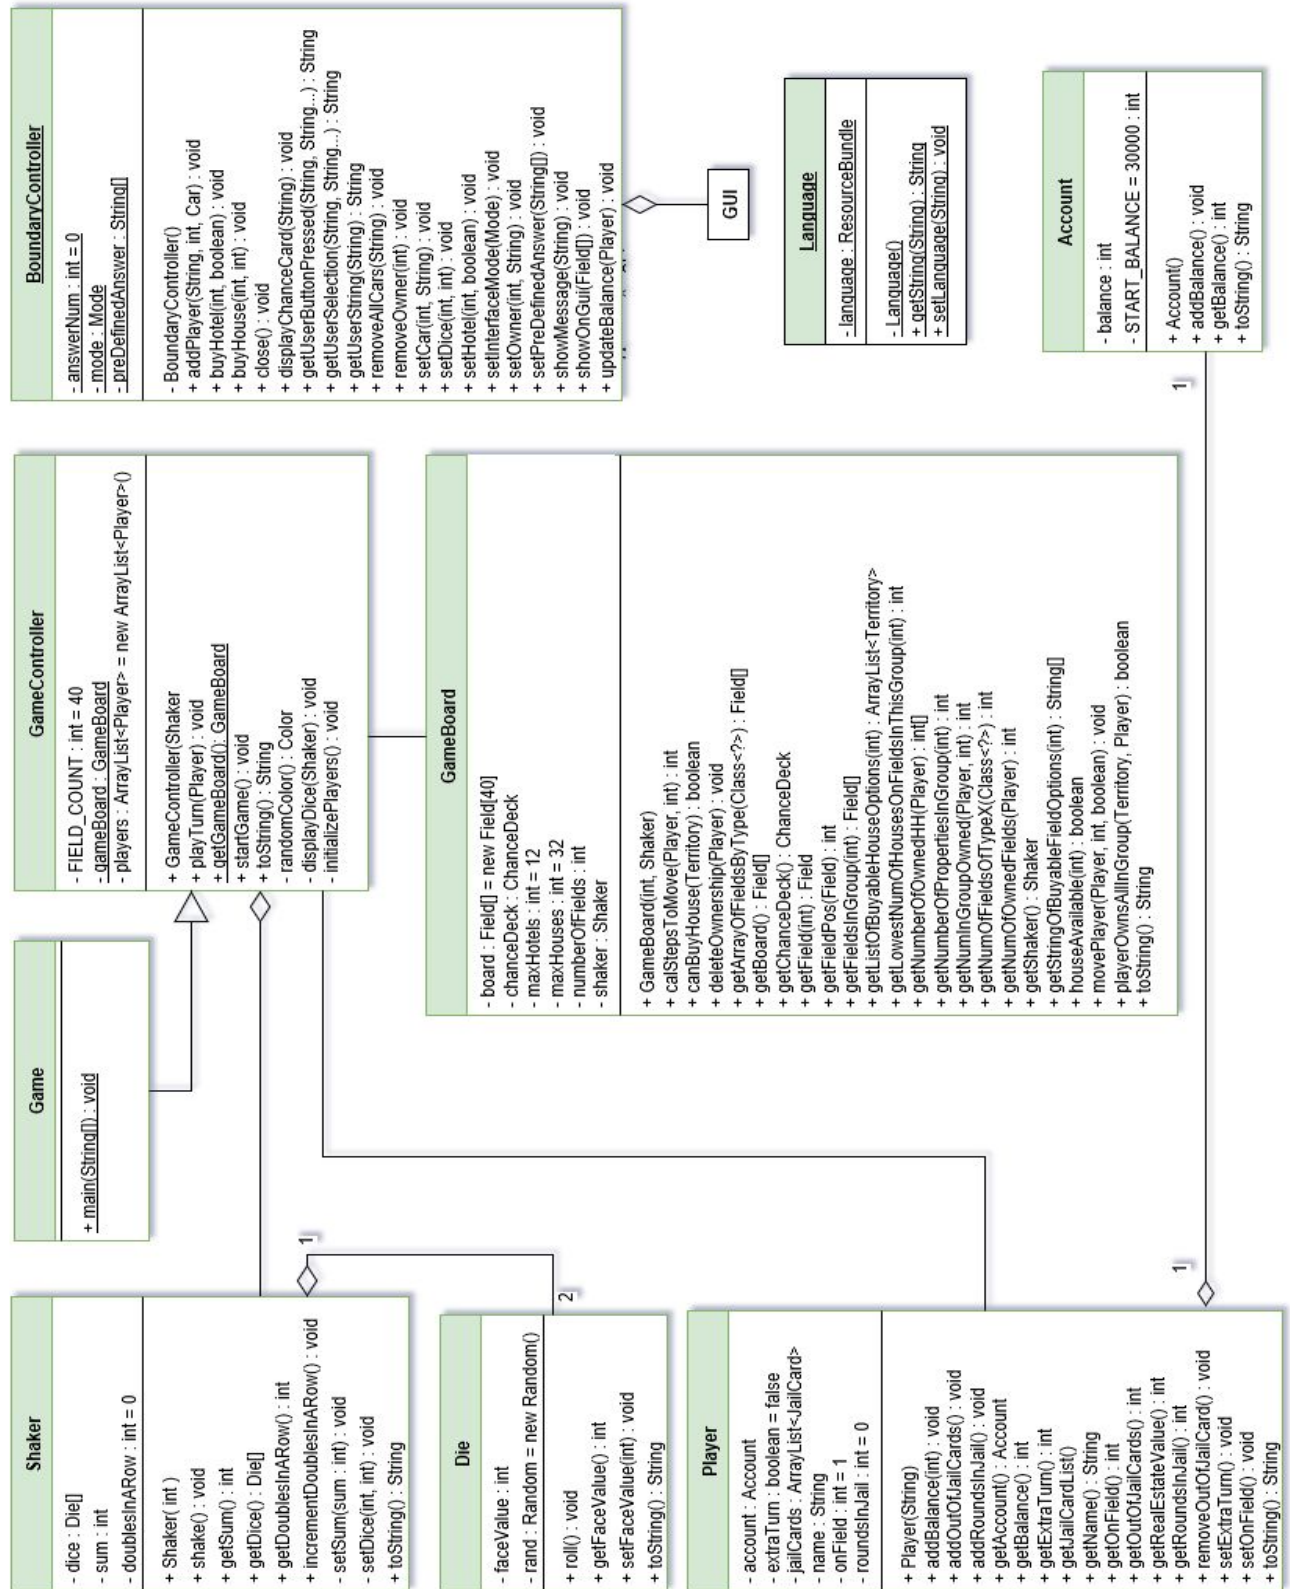 Shaker
- dice : Die[]
- sum : int
- doublesInARow : int = 0
+ Shaker( int )
+ shake() : void
+ getSum() : int
+ getDice() : Die[]
+ getDoublesInARow() : int
+ incrementDoublesInARow() : void
- setSum(sum : int) : void
- setDice(int, int) : void
+ toString() : String
1
2
Die
- faceValue : int
- rand : Random = new Random()
+ roll() : void
+ getFaceValue() : int
+ setFaceValue(int) : void
+ toString() : String
Player
- account : Account
- extraTurn : boolean = false
- jailCards : ArrayList<JailCard>
- name : String
- onField : int = 1
- roundsInJail : int = 0
+ Player(String)
+ addBalance(int) : void
+ addOutOfJailCards() : void
+ addRoundsInJail() : void
+ getAccount() : Account
+ getBalance() : int
+ getExtraTurn() : int
+ getJailCardList()
+ getName() : String
+ getOnField() : int
+ getOutOfJailCards() : int
+ getRealEstateValue() : int
+ getRoundsInJail() : int
+ removeOutOfJailCard() : void
+ setExtraTurn() : void
+ setOnField() : void
+ toString() : String
1
1
Game
+ main(String[]) : void
GameController
- FIELD_COUNT : int = 40
- gameBoard : GameBoard
- players : ArrayList<Player> = new ArrayList<Player>()
+ GameController(Shaker
+ playTurn(Player) : void
+ getGameBoard(): GameBoard
+ startGame() : void
+ toString() : String
- randomColor() : Color
- displayDice(Shaker) : void
- initializePlayers() : void
GameBoard
- board : Field[] = new Field[40]
- chanceDeck : ChanceDeck
- maxHotels : int = 12
- maxHouses : int = 32
- numberOfFields : int
- shaker : Shaker
+ GameBoard(int, Shaker)
+ calStepsToMove(Player, int) : int
+ canBuyHouse(Territory) : boolean
+ deleteOwnership(Player) : void
+ getArrayOfFieldsByType(Class<?>) : Field[]
+ getBoard() : Field[]
+ getChanceDeck() : ChanceDeck
+ getField(int) : Field
+ getFieldPos(Field) : int
+ getFieldsInGroup(int) : Field[]
+ getListOfBuyableHouseOptions(int) : ArrayList<Territory>
+ getLowestNumOfHousesOnFieldsInThisGroup(int) : int
+ getNumberOfOwnedHH(Player) : int[]
+ getNumberOfPropertiesInGroup(int) : int
+ getNumInGroupOwned(Player, int) : int
+ getNumOfFieldsOfTypeX(Class<?>) : int
+ getNumOfOwnedFields(Player) : int
+ getShaker() : Shaker
+ getStringOfBuyableFieldOptions(int) : String[]
+ houseAvailable(int) : boolean
+ movePlayer(Player, int, boolean) : void
+ playerOwnsAllInGroup(Territory, Player) : boolean
+ toString() : String
BoundaryController
- answerNum : int = 0
- mode : Mode
- preDefinedAnswer : String[]
- BoundaryController()
+ addPlayer(String, int, Car) : void
+ buyHotel(int, boolean) : void
+ buyHouse(int, int) : void
+ close() : void
+ displayChanceCard(String) : void
+ getUserButtonPressed(String, String...) : String
+ getUserSelection(String, String...) : String
+ getUserString(String) : String
+ removeAllCars(String) : void
+ removeOwner(int) : void
+ setCar(int, String) : void
+ setDice(int, int) : void
+ setHotel(int, boolean) : void
+ setInterfaceMode(Mode) : void
+ setOwner(int, String) : void
+ setPreDefinedAnswer(String[]) : void
+ showMessage(String) : void
+ showOnGui(Field[]) : void
+ updateBalance(Player) : void
GUI
Language
- language : ResourceBundle
- Language()
+ getString(String) : String
+ setLanguage(String) : void
Account
- balance : int
- START_BALANCE = 30000 : int
+ Account()
+ addBalance() : void
+ getBalance() : int
+ toString() : String